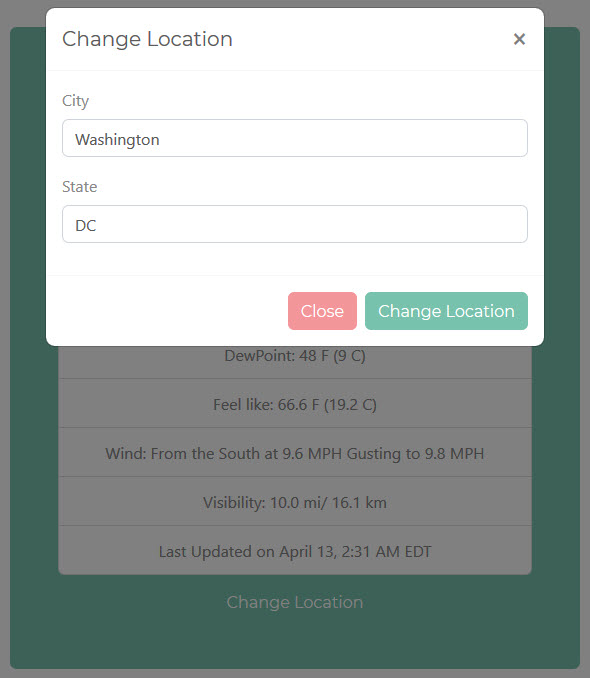 Change Location
×
City
Washington
State
DC
Close
Change Location
DewPoint: 48 F (9 C)
Feel like: 66.6 F (19.2 C)
Wind: From the South at 9.6 MPH Gusting to 9.8 MPH
Visibility: 10.0 mi/ 16.1 km
Last Updated on April 13, 2:31 AM EDT
Change Location